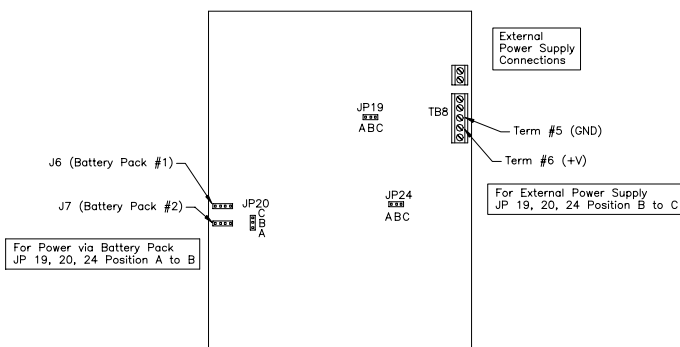 External
Power Supply
Connections
JP19
ABC
TB8
Term #5 (GND)
Term #6 (+V)
J6 (Battery Pack #1)
J7 (Battery Pack #2)
JP20
C
B
A
JP24
ABC
For External Power Supply
JP 19, 20, 24 Position B to C
For Power via Battery Pack
JP 19, 20, 24 Position A to B